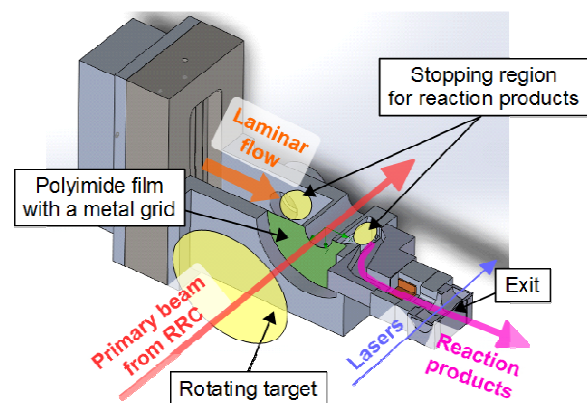 Stopping region
for reaction products
Laminar
flow
Polyimide film
with a metal grid
Primary beam
from RRC
Rotating target
Lasers
Exit
Reaction
products